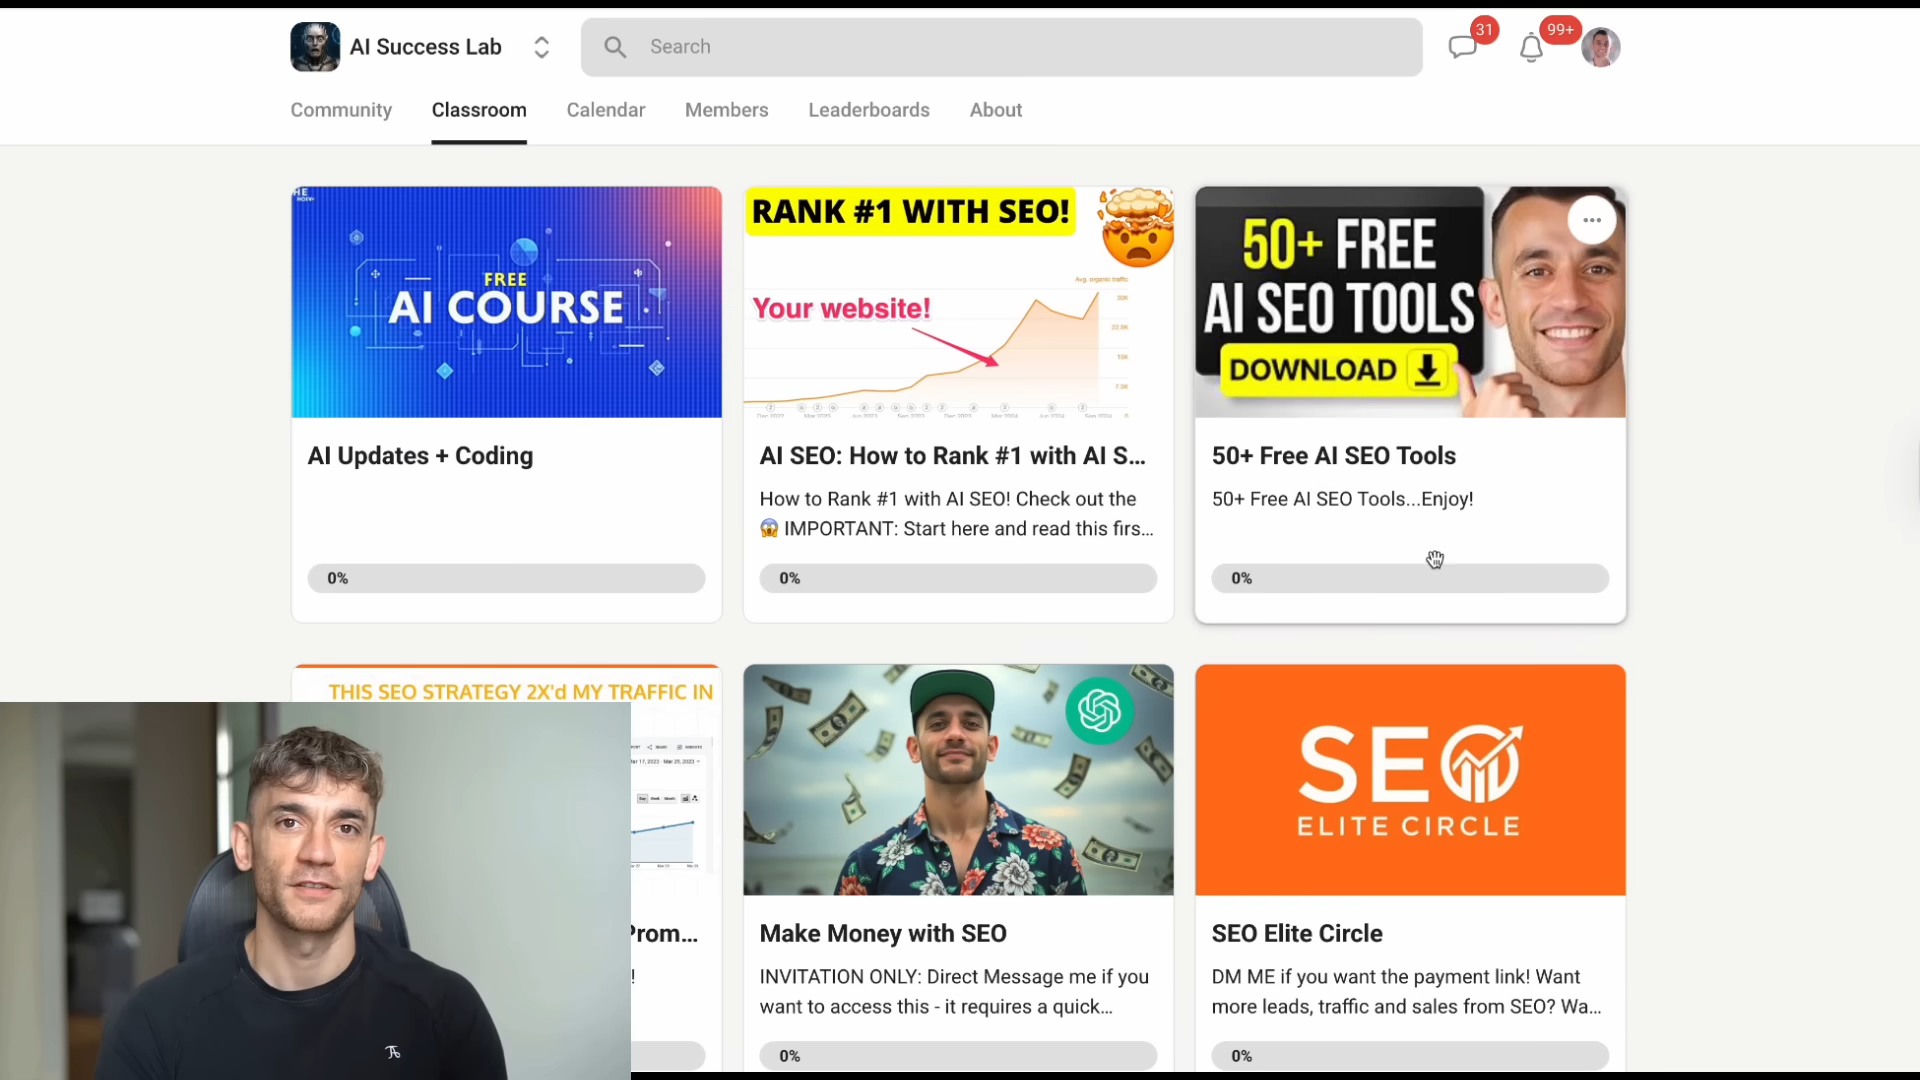 AI Success Lab
Search
31
99+
Community
Classroom
Calendar
Members
Leaderboards
About
THE
FREE
AI COURSE
AI Updates + Coding
0%
RANK #1 WITH SEO!
Your website!
Avg. organic traffic
AI SEO: How to Rank #1 with AI S...
How to Rank #1 with AI SEO! Check out the
😱 IMPORTANT: Start here and read this firs...
0%
50+ FREE
AI SEO TOOLS
DOWNLOAD
50+ Free AI SEO Tools
50+ Free AI SEO Tools...Enjoy!
0%
THIS SEO STRATEGY 2X'd MY TRAFFIC IN
Prom...
!
Make Money with SEO
INVITATION ONLY: Direct Message me if you
want to access this - it requires a quick...
0%
SEO
ELITE CIRCLE
SEO Elite Circle
DM ME if you want the payment link! Want
more leads, traffic and sales from SEO? Wa...
0%